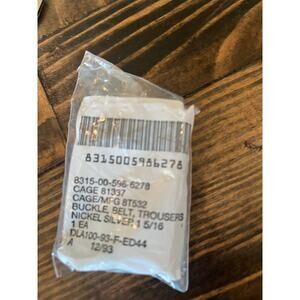 8315005986278
8315-00-596-6278
CAGE 81337
CAGE/MFG 8T532
BUCKLE, BELT, TROUSERS
NICKEL SILVER 1 5/16
1 EA
DLA100-93-F-ED44
A 12/93